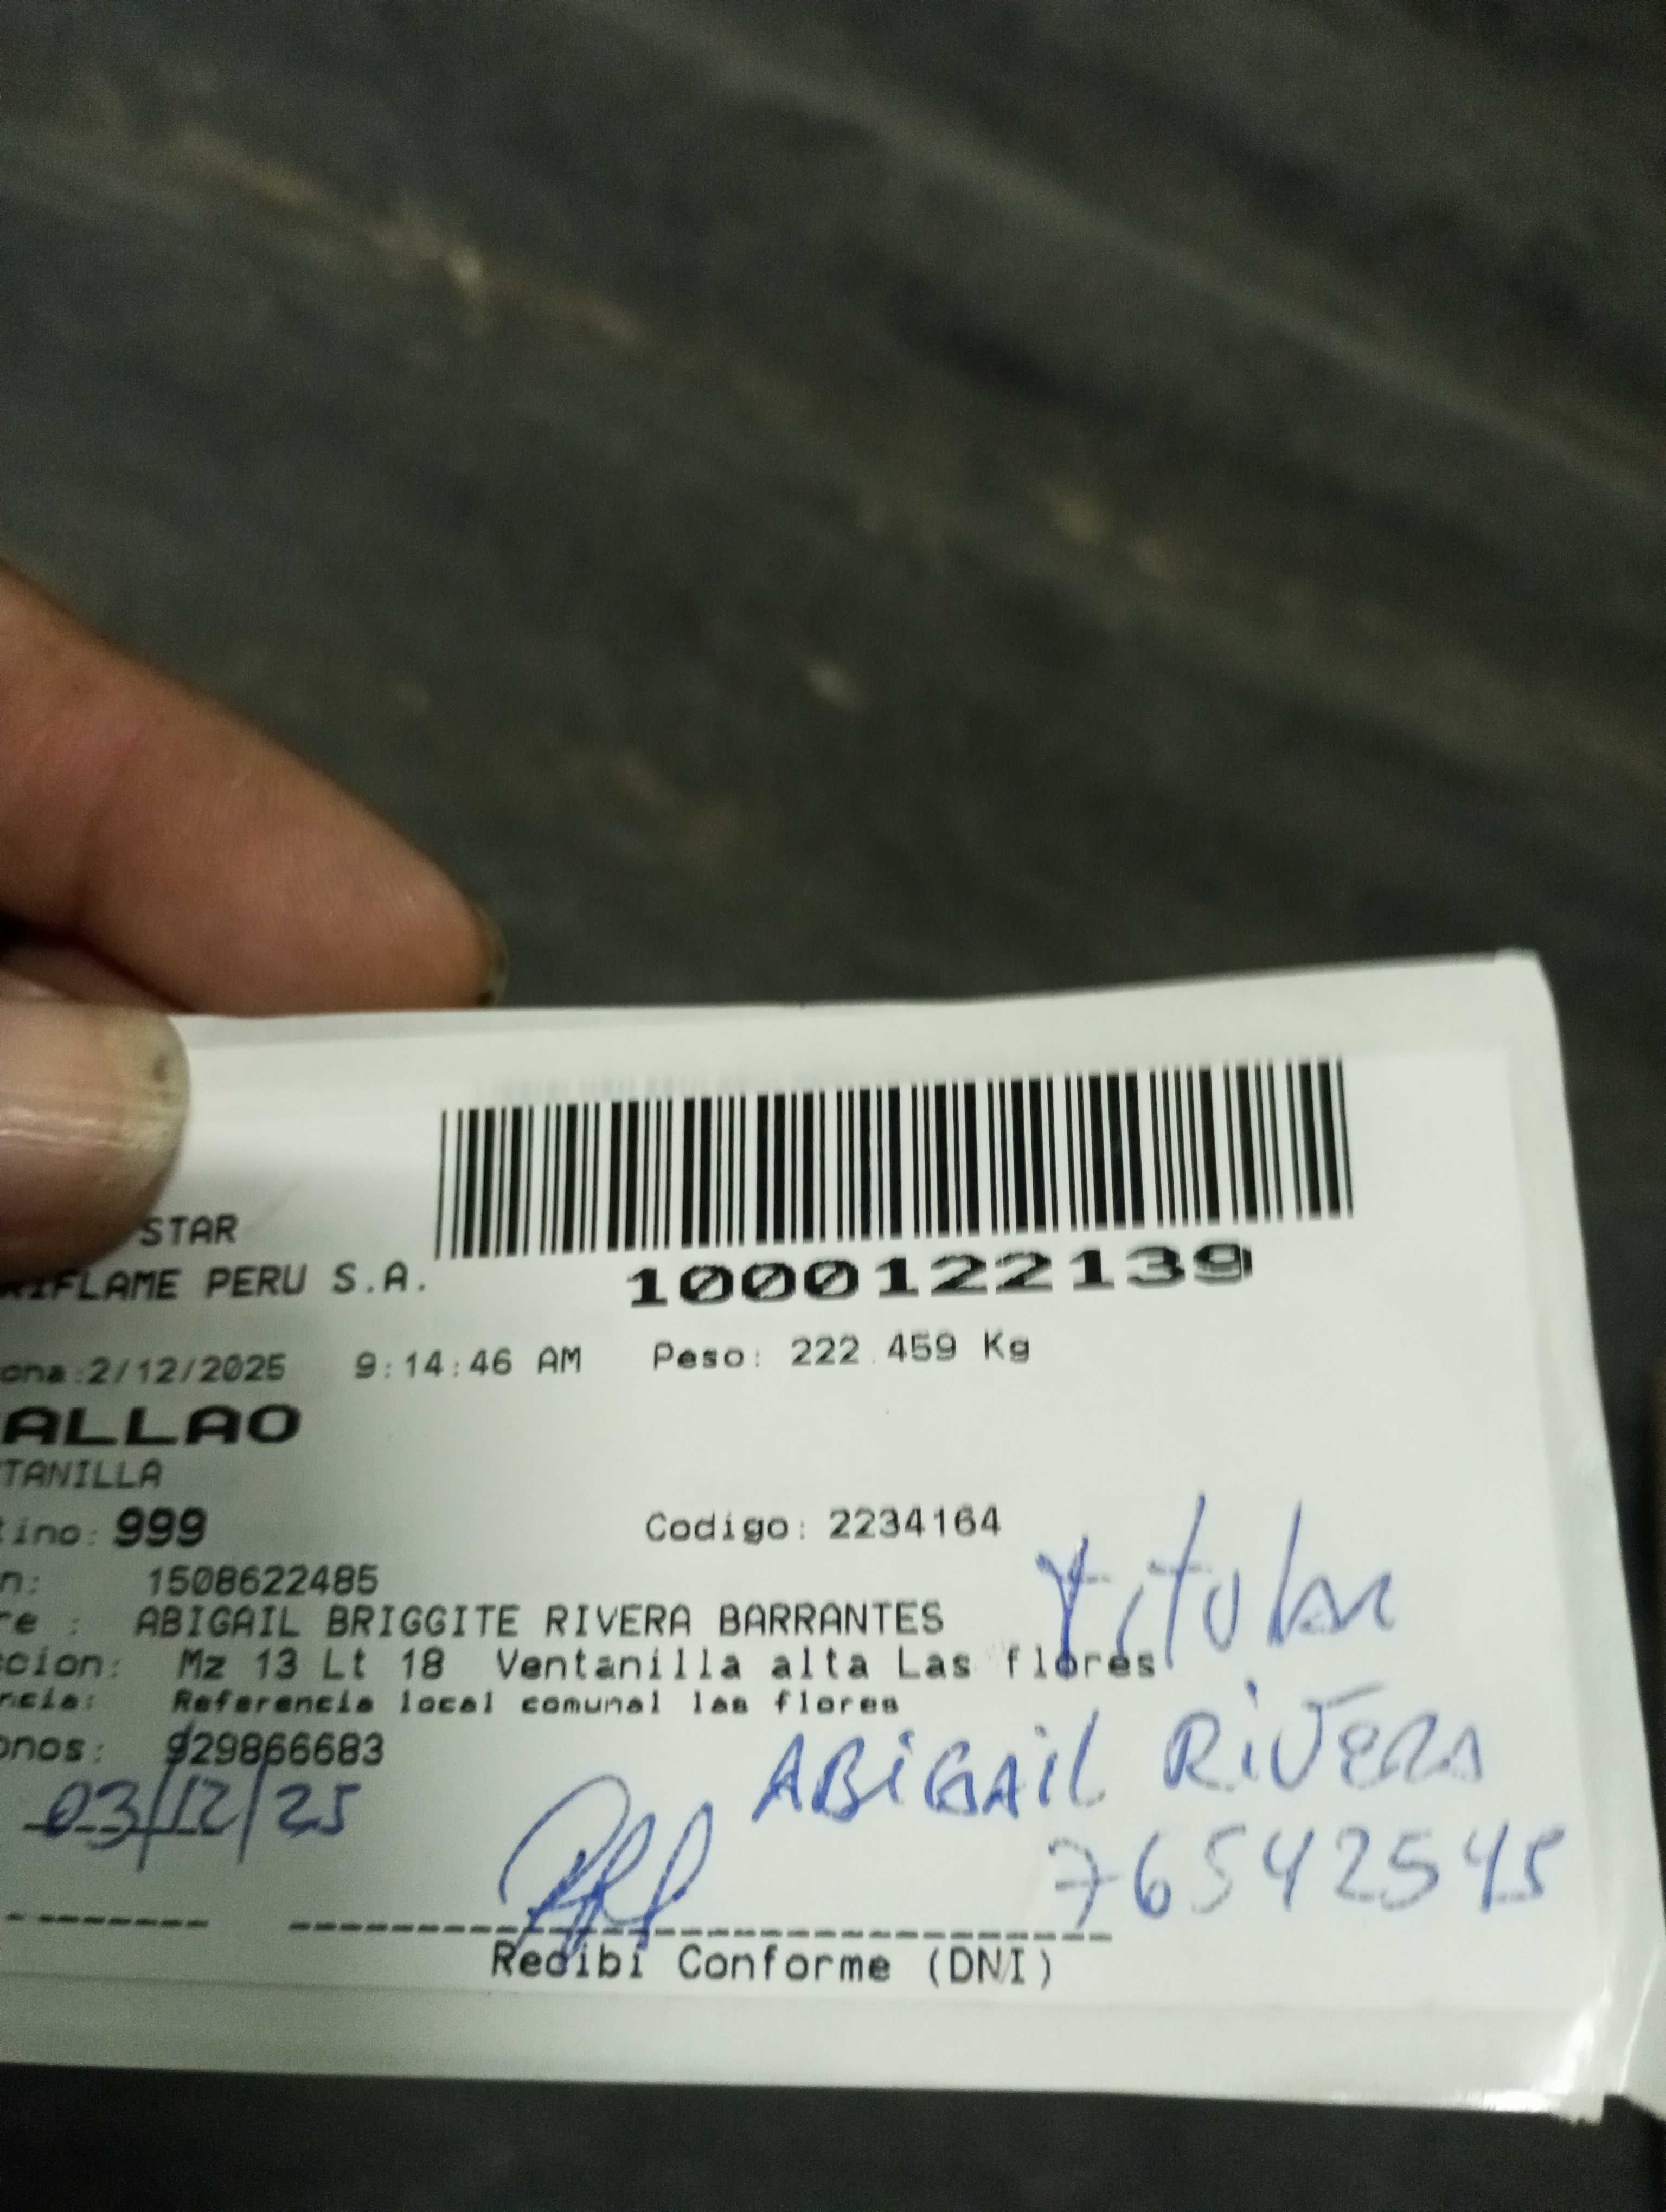 STAR
RIFLAME PERU S.A.
1000122139
ona:2/12/2025 9:14:46 AM Peso: 222.459 Kg
ALLAO
TANILLA
tino: 999 Codigo: 2234164
n: 1508622485
re : ABIGAIL BRIGGITE RIVERA BARRANTES
Titular
ccion: Mz 13 Lt 18 Ventanilla alta Las flores
ncia: Referencia local comunal las flores
onos: 929866683
ABIGAIL RIVERA
03/12/25
76542545
Recibi Conforme (DNI)